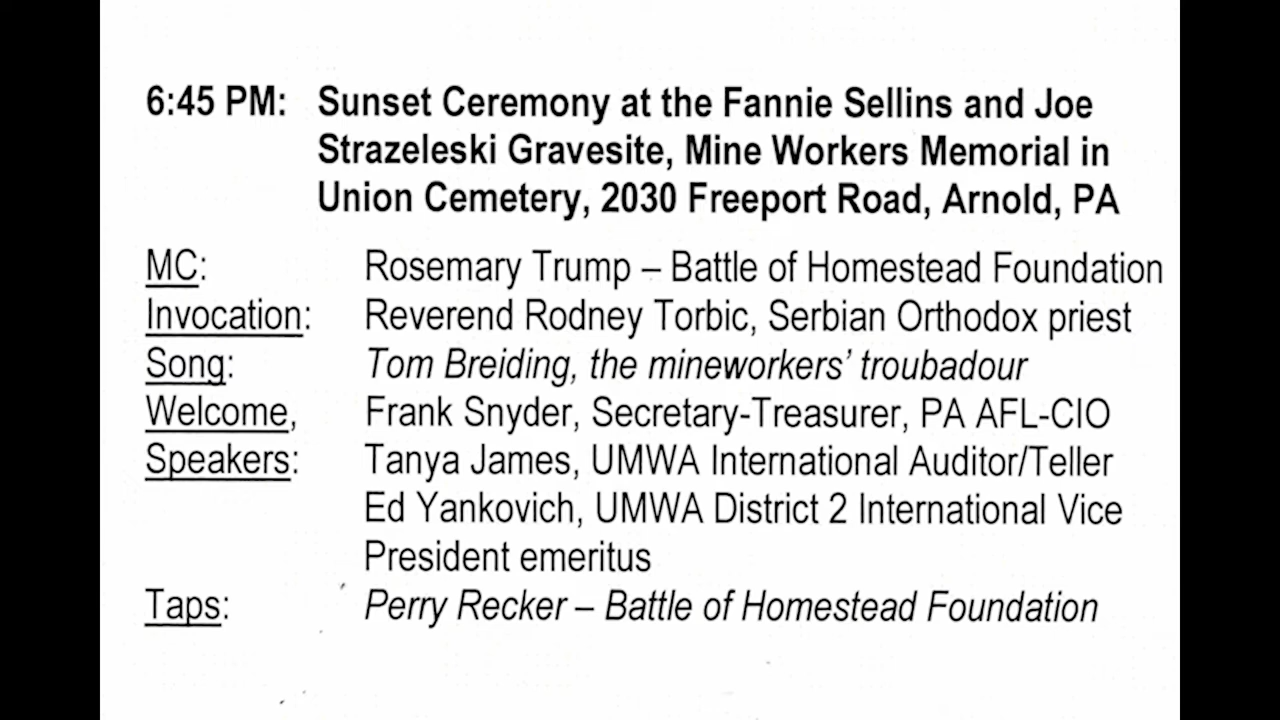 6:45 PM: Sunset Ceremony at the Fannie Sellins and Joe
Strazeleski Gravesite, Mine Workers Memorial in
Union Cemetery, 2030 Freeport Road, Arnold, PA
MC: Rosemary Trump – Battle of Homestead Foundation
Invocation: Reverend Rodney Torbic, Serbian Orthodox priest
Song: Tom Breiding, the mineworkers’ troubadour
Welcome, Frank Snyder, Secretary-Treasurer, PA AFL-CIO
Speakers: Tanya James, UMWA International Auditor/Teller
Ed Yankovich, UMWA District 2 International Vice
President emeritus
Taps: Perry Recker – Battle of Homestead Foundation